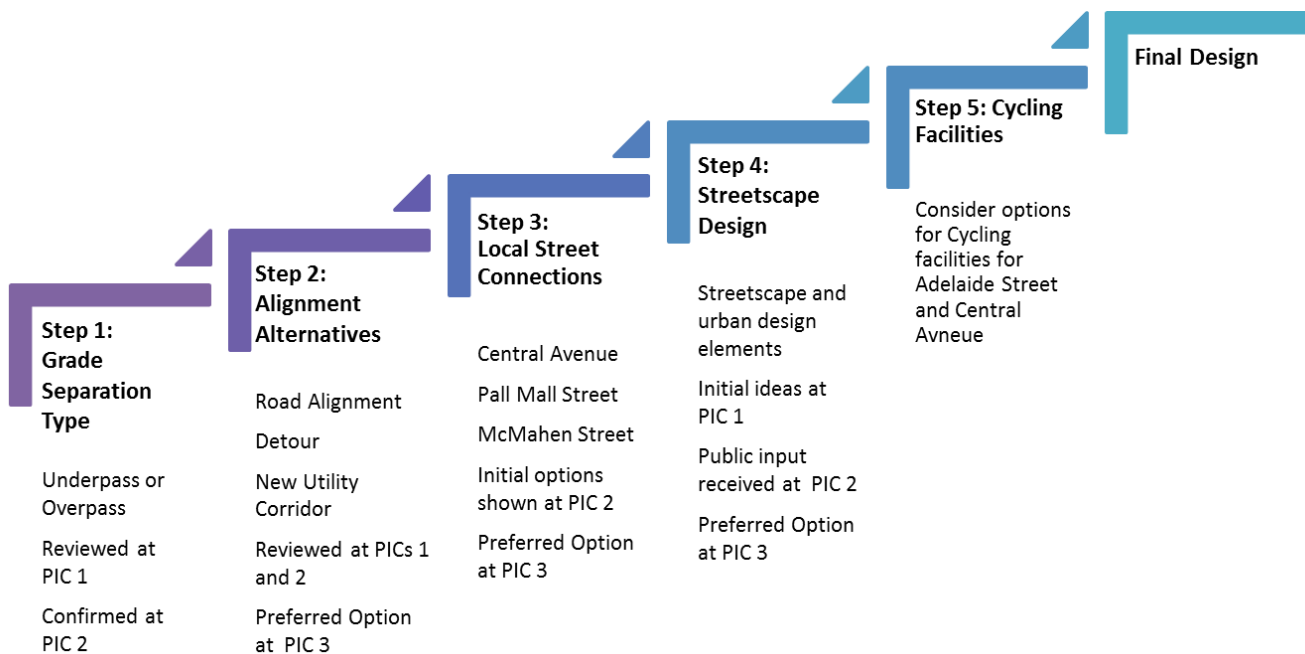 Step 1:
Grade
Separation
Type
Underpass or
Overpass
Reviewed at
PIC 1
Confirmed at
PIC 2
Step 2:
Alignment
Alternatives
Road Alignment
Detour
New Utility
Corridor
Reviewed at PICs 1
and 2
Preferred Option
at PIC 3
Step 3:
Local Street
Connections
Central Avenue
Pall Mall Street
McMahen Street
Initial options
shown at PIC 2
Preferred Option
at PIC 3
Step 4:
Streetscape
Design
Streetscape and
urban design
elements
Initial ideas at
PIC 1
Public input
received at PIC 2
Preferred Option
at PIC 3
Step 5: Cycling
Facilities
Consider options
for Cycling
facilities for
Adelaide Street
and Central
Avneue
Final Design